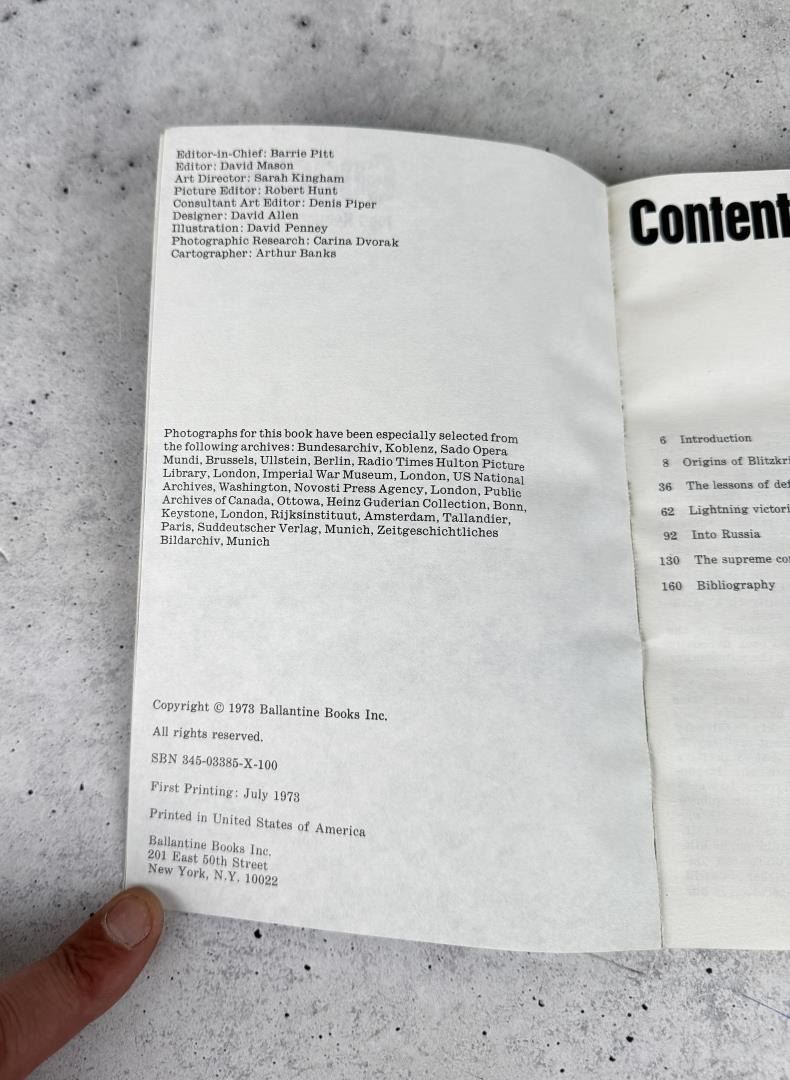 Editor-in-Chief: Barrie Pitt
Editor: David Mason
Art Director: Sarah Kingham
Picture Editor: Robert Hunt
Consultant Art Editor: Denis Piper
Designer: David Allen
Illustration: David Penney
Photographic Research: Carina Dvorak
Cartographer: Arthur Banks
Photographs for this book have been especially selected from
the following archives: Bundesarchiv, Koblenz, Sado Opera
Mundi, Brussels, Ullstein, Berlin, Radio Times Hulton Picture
Library, London, Imperial War Museum, London, US National
Archives, Washington, Novosti Press Agency, London, Public
Archives of Canada, Ottowa, Heinz Guderian Collection, Bonn,
Keystone, London, Rijksinstituut, Amsterdam, Tallandier,
Paris, Suddeutscher Verlag, Munich, Zeitgeschichtliches
Bildarchiv, Munich
Copyright © 1973 Ballantine Books Inc.
All rights reserved.
SBN 345-03385-X-100
First Printing: July 1973
Printed in United States of America
Ballantine Books Inc.
201 East 50th Street
New York, N.Y. 10022
Content
6 Introduction
8 Origins of Blitzkri
36 The lessons of def
62 Lightning victori
92 Into Russia
130 The supreme co
160 Bibliography